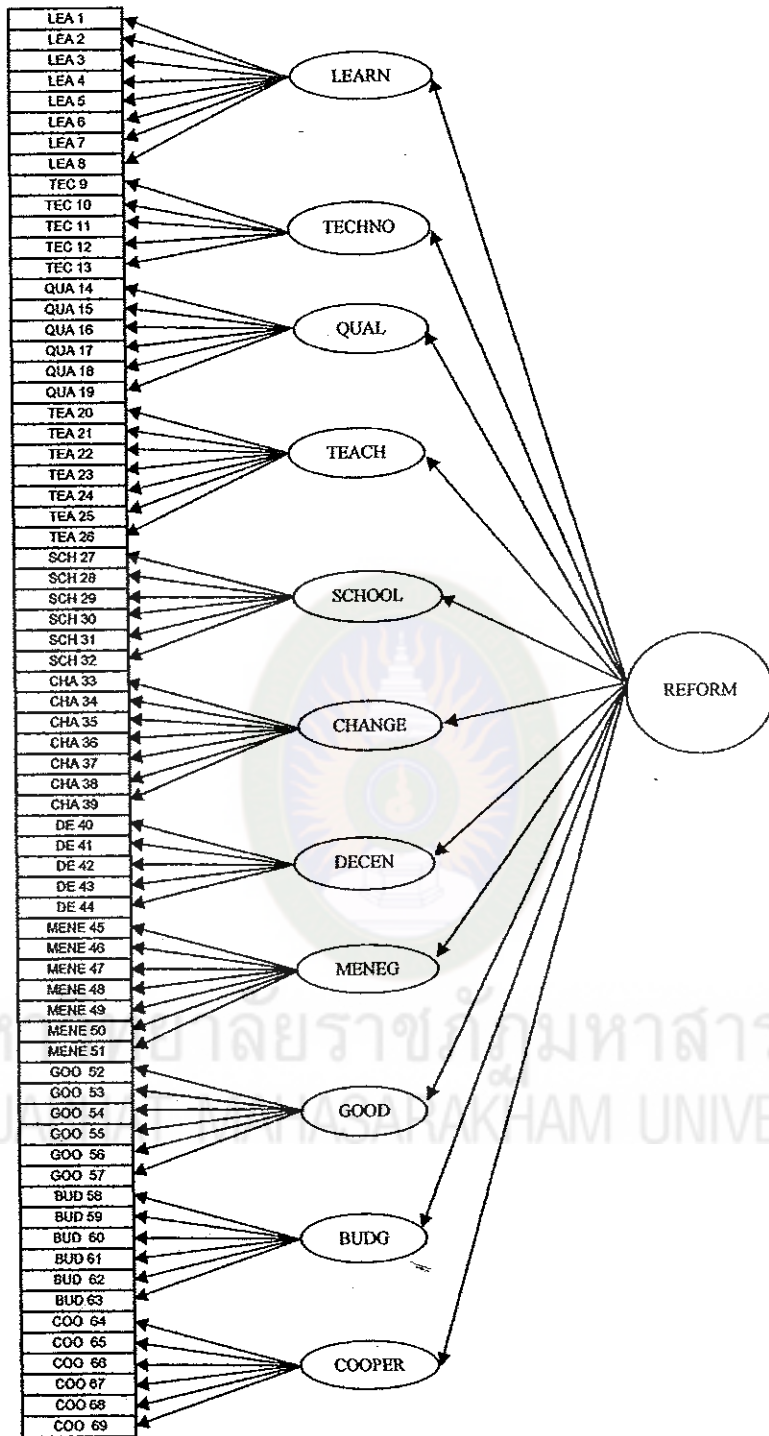 LEA 1
LEA 2
LEA 3
LEA 4
LEA 5
LEA 6
LEA 7
LEA 8
TEC 9
TEC 10
TEC 11
TEC 12
TEC 13
QUA 14
QUA 15
QUA 16
QUA 17
QUA 18
QUA 19
TEA 20
TEA 21
TEA 22
TEA 23
TEA 24
TEA 25
TEA 26
SCH 27
SCH 28
SCH 29
SCH 30
SCH 31
SCH 32
CHA 33
CHA 34
CHA 35
CHA 36
CHA 37
CHA 38
CHA 39
DE 40
DE 41
DE 42
DE 43
DE 44
MENE 45
MENE 46
MENE 47
MENE 48
MENE 49
MENE 50
MENE 51
GOO 52
GOO 53
GOO 54
GOO 55
GOO 56
GOO 57
BUD 58
BUD 59
BUD 60
BUD 61
BUD 62
BUD 63
COO 64
COO 65
COO 66
COO 67
COO 68
COO 69
LEARN
TECHNO
QUAL
TEACH
SCHOOL
CHANGE
DECEN
MENEG
GOOD
BUDG
COOPER
REFORM
MAHASARAKHAM